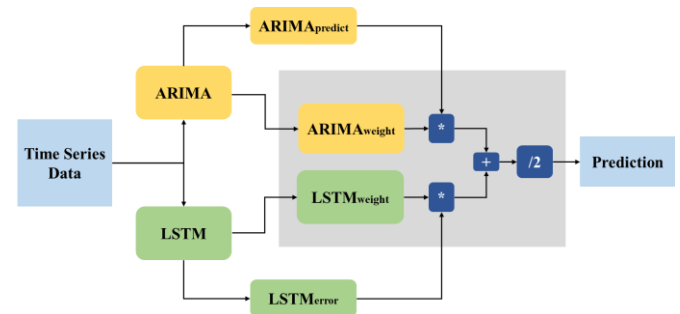 ARIMApredict
ARIMA
ARIMAweight
*
Time Series
Data
+
/2
Prediction
LSTMweight
*
LSTM
LSTMerror